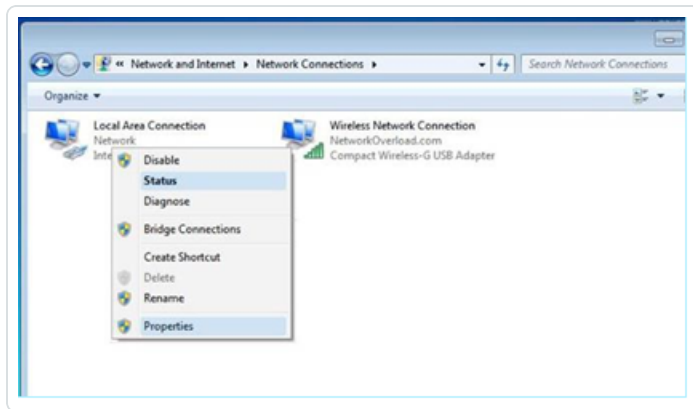 « Network and Internet ▸ Network Connections ▸
Search Network Connections
Organize
Local Area Connection
Network
Inte
Wireless Network Connection
NetworkOverload.com
Compact Wireless-G USB Adapter
Disable
Status
Diagnose
Bridge Connections
Create Shortcut
Delete
Rename
Properties